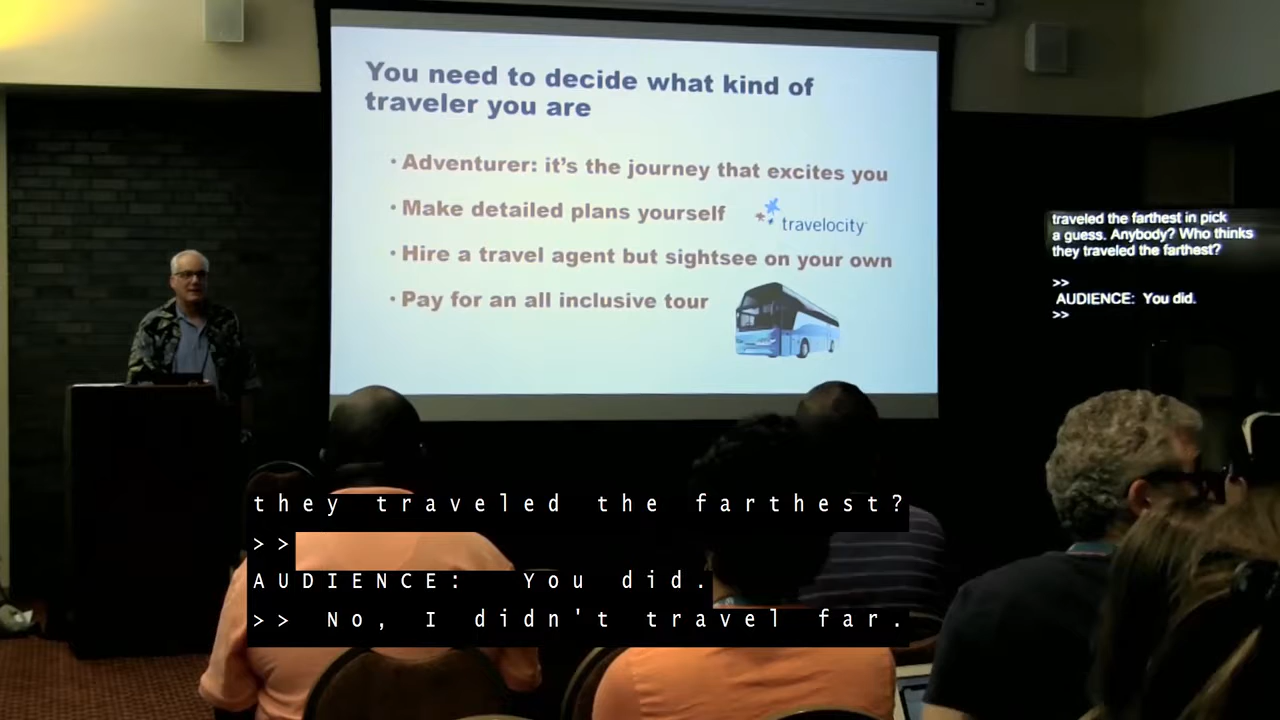 You need to decide what kind of
traveler you are
• Adventurer: it's the journey that excites you
• Make detailed plans yourself
travelocity
• Hire a travel agent but sightsee on your own
• Pay for an all inclusive tour
traveled the farthest in pick
a guess. Anybody? Who thinks
they traveled the farthest?
>>
AUDIENCE: You did.
>>
they traveled the farthest?
>>
AUDIENCE: You did.
>> No, I didn't travel far.